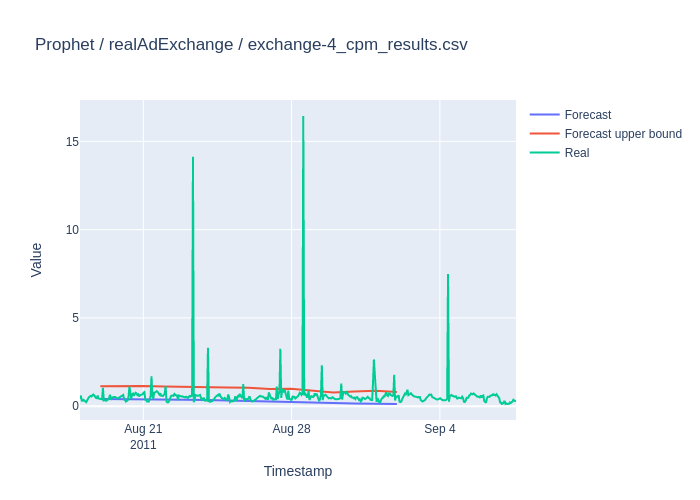 Prophet / realAdExchange / exchange-4_cpm_results.csv
Forecast
Forecast upper bound
Real
Value
15
10
5
0
Aug 21
2011
Aug 28
Sep 4
Timestamp